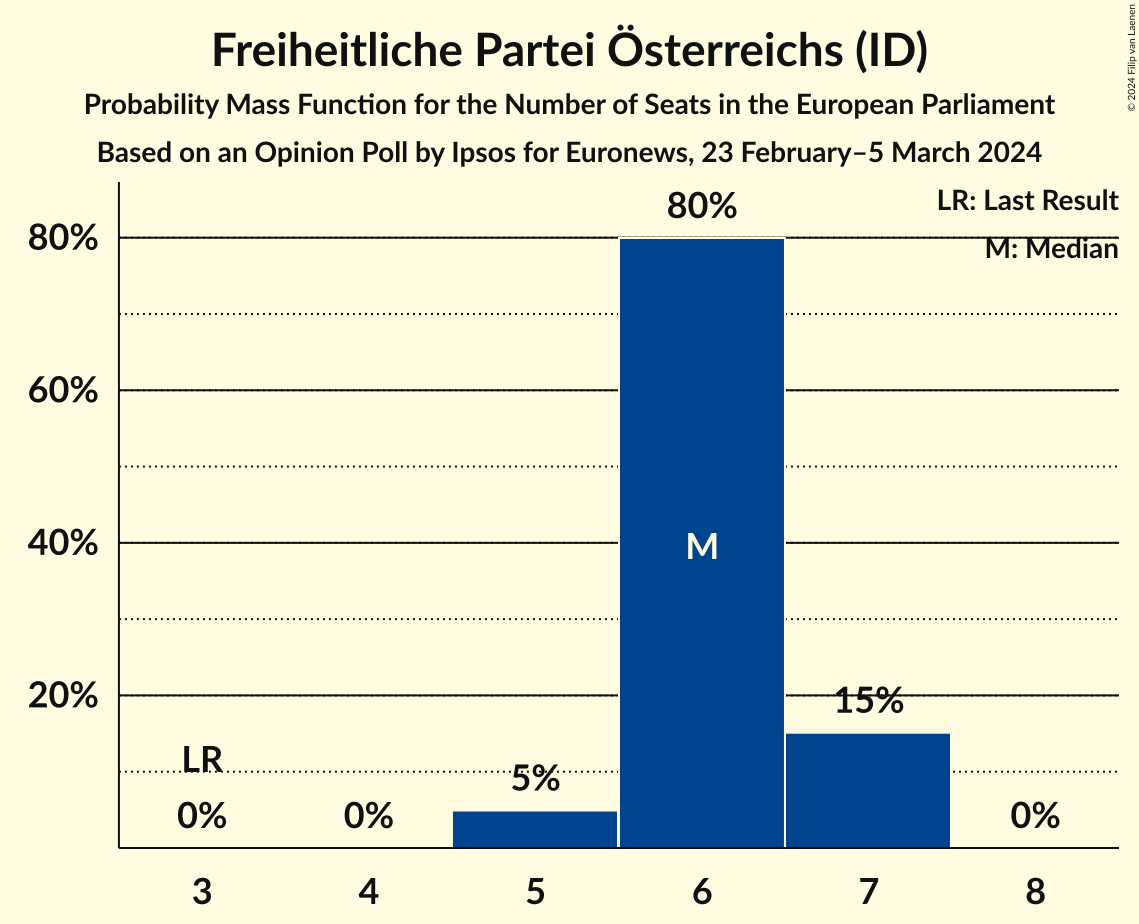 Freiheitliche Partei Österreichs (ID)
Probability Mass Function for the Number of Seats in the European Parliament
Based on an Opinion Poll by Ipsos for Euronews, 23 February–5 March 2024
© 2024 Filip van Laenen
LR: Last Result
M: Median
80%
60%
40%
20%
LR
0%
0%
5%
80%
M
15%
0%
3 4 5 6 7 8